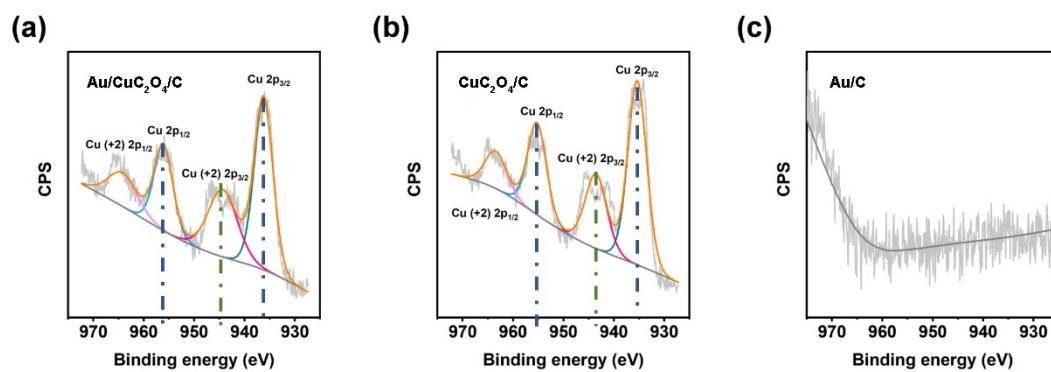 (a)
Au/CuC₂O₄/C
Cu 2p₃/₂
Cu 2p₁/₂
Cu (+2) 2p₁/₂
Cu (+2) 2p₃/₂
CPS
970 960 950 940 930
Binding energy (eV)
(b)
CuC₂O₄/C
Cu 2p₃/₂
Cu 2p₁/₂
Cu (+2) 2p₃/₂
Cu (+2) 2p₁/₂
CPS
970 960 950 940 930
Binding energy (eV)
(c)
Au/C
CPS
970 960 950 940 930
Binding energy (eV)